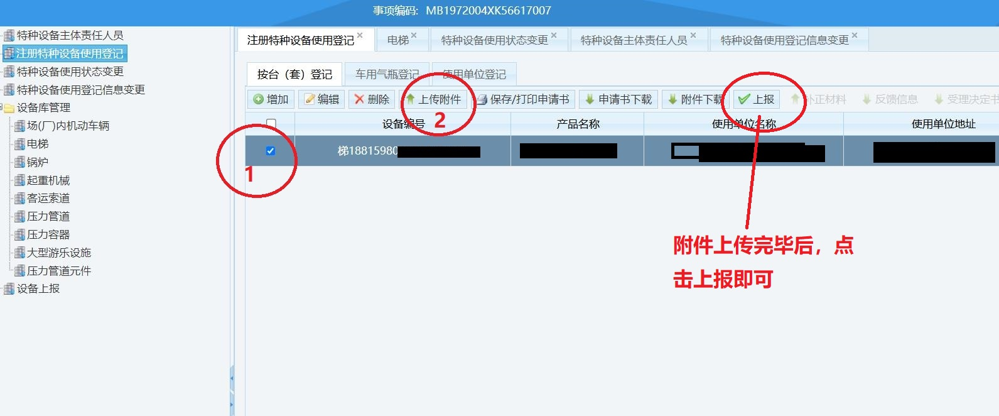 事项编码：MB1972004XK56617007
特种设备主体责任人员
注册特种设备使用登记
特种设备使用状态变更
特种设备使用登记信息变更
设备库管理
场(厂)内机动车辆
电梯
锅炉
起重机械
客运索道
压力管道
压力容器
大型游乐设施
压力管道元件
设备上报
注册特种设备使用登记 电梯 特种设备使用状态变更 特种设备主体责任人员 特种设备使用登记信息变更
按台（套）登记 车用气瓶登记 使用单位登记
增加 编辑 删除 上传附件 保存/打印申请书 申请书下载 附件下载 上报 补正材料 反馈信息 受理决定书
设备编号 产品名称 使用单位名称 使用单位地址
2
梯18815980
1
附件上传完毕后，点
击上报即可